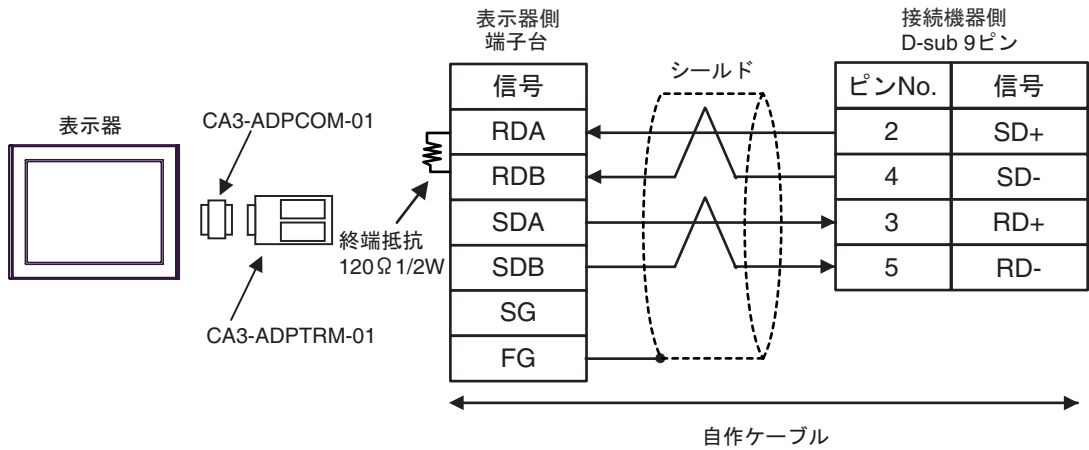 表示器
CA3-ADPCOM-01
CA3-ADPTRM-01
終端抵抗
120Ω 1/2W
表示器側
端子台
信号
RDA
RDB
SDA
SDB
SG
FG
シールド
接続機器側
D-sub 9ピン
ピンNo. 信号
2 SD+
4 SD-
3 RD+
5 RD-
自作ケーブル